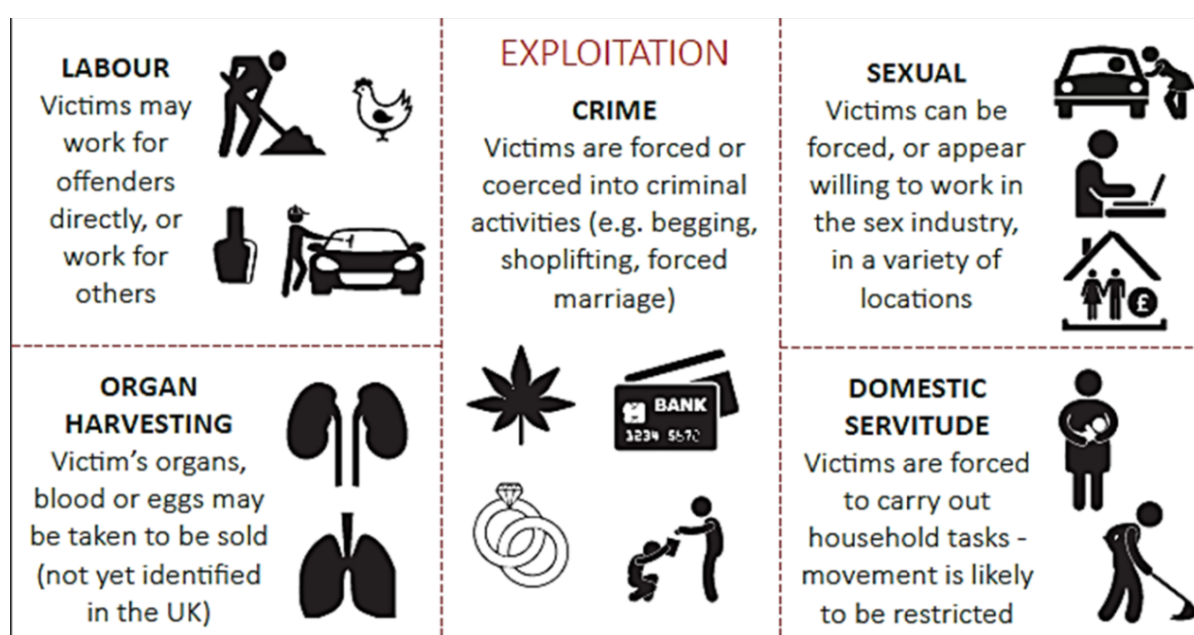 LABOUR
Victims may
work for
offenders
directly, or
work for
others
EXPLOITATION
CRIME
Victims are forced or
coerced into criminal
activities (e.g. begging,
shoplifting, forced
marriage)
BANK
1234 567
SEXUAL
Victims can be
forced, or appear
willing to work in
the sex industry,
in a variety of
locations
£
ORGAN
HARVESTING
Victim's organs,
blood or eggs may
be taken to be sold
(not yet identified
in the UK)
DOMESTIC
SERVITUDE
Victims are forced
to carry out
household tasks -
movement is likely
to be restricted